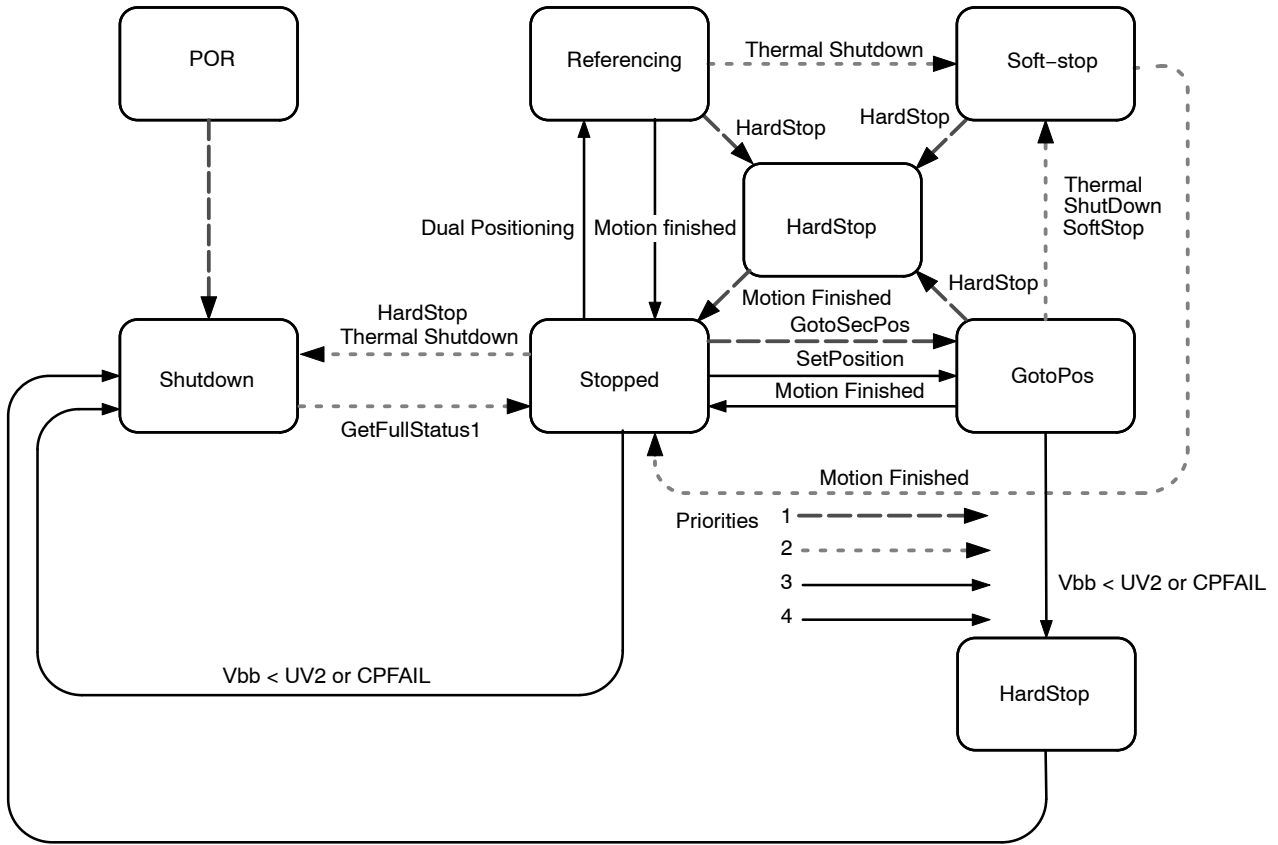 POR
Referencing
Thermal Shutdown
Soft−stop
HardStop
HardStop
Thermal
ShutDown
SoftStop
Dual Positioning
Motion finished
HardStop
HardStop
Motion Finished
HardStop
Thermal Shutdown
GotoSecPos
SetPosition
Motion Finished
Shutdown
Stopped
GotoPos
GetFullStatus1
Motion Finished
Priorities
1
2
3
4
Vbb < UV2 or CPFAIL
Vbb < UV2 or CPFAIL
HardStop